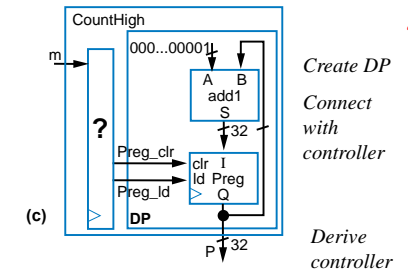 CountHigh
m
000...00001
A B
add1
S
32
?
Preg_clr
clr I
ld Preg
Q
Preg_ld
(c)
DP
P
32
Create DP
Connect
with
controller
Derive
controller